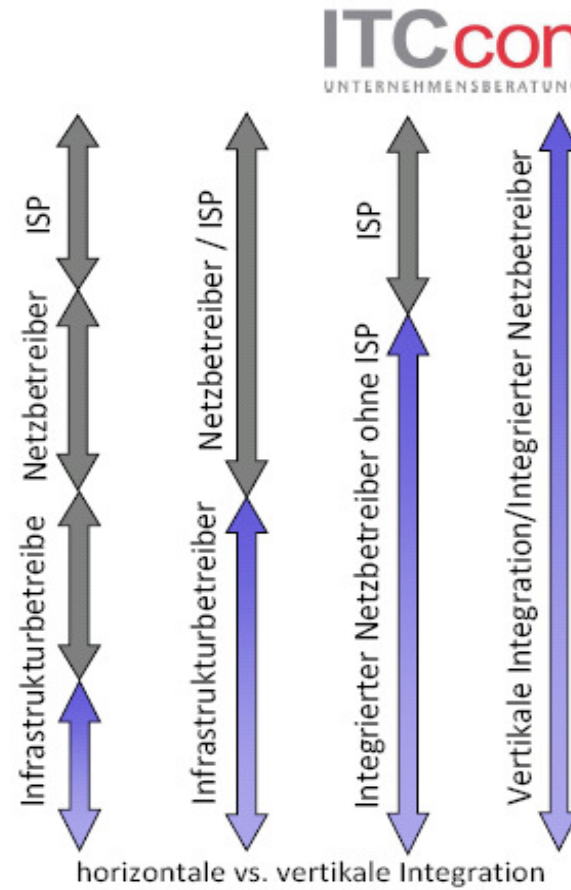 ITCcon
UNTERNEHMENSBERATUNG
ISP
Netzbetreiber
Infrastrukturbetreibe
Netzbetreiber / ISP
Infrastrukturbetreiber
ISP
Integrierter Netzbetreiber ohne ISP
Vertikale Integration/Integrierter Netzbetreiber
horizontale vs. vertikale Integration